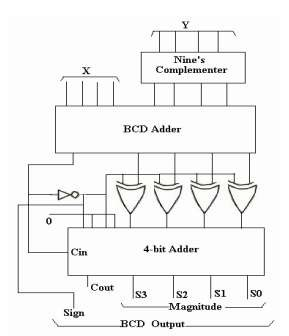 Y
Nine's
Complementer
X
BCD Adder
0
Cin
4-bit Adder
Cout
S3 S2 S1 S0
Sign
Magnitude
BCD Output